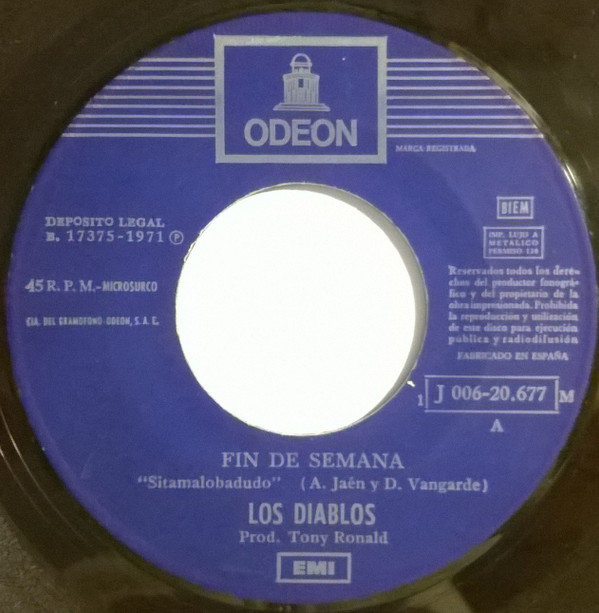 ODEON
MARCA REGISTRADA
DEPOSITO LEGAL
B. 17375-1971 Ⓟ
45 R. P. M.-MICROSURCO
CIA. DEL GRAMOFONO-ODEON, S. A. E.
BIEM
IMP. LUJO A
METALICO
PERMISO 136
Reservados todos los dere-
chos del productor fonográ-
fico y del propietario de la
obra impresionada. Prohibida
la reproducción y utilización
de este disco para ejecución
pública y radiodifusión
FABRICADO EN ESPAÑA
1 J 006-20.677 M
A
FIN DE SEMANA
"Sitamalobadudo" (A. Jaén y D. Vangarde)
LOS DIABLOS
Prod. Tony Ronald
EMI